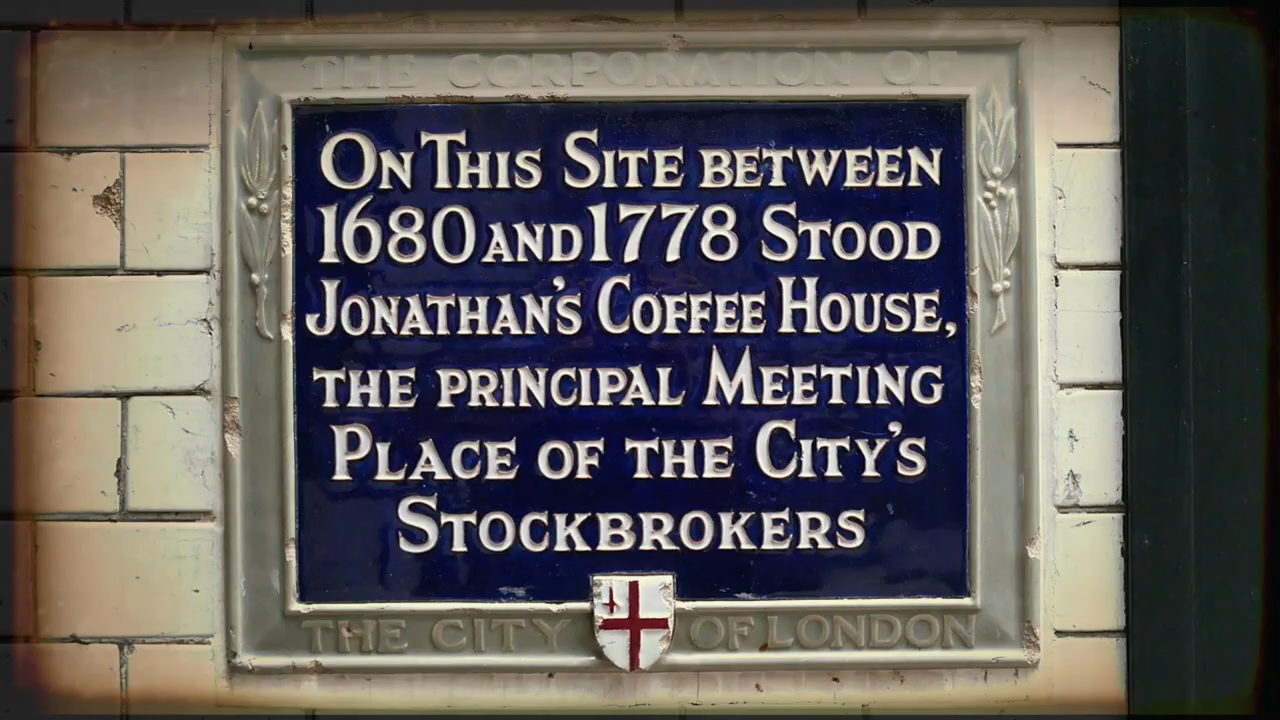 THE CORPORATION OF
ON THIS SITE BETWEEN
1680 AND 1778 STOOD
JONATHAN'S COFFEE HOUSE,
THE PRINCIPAL MEETING
PLACE OF THE CITY'S
STOCKBROKERS
THE CITY OF LONDON